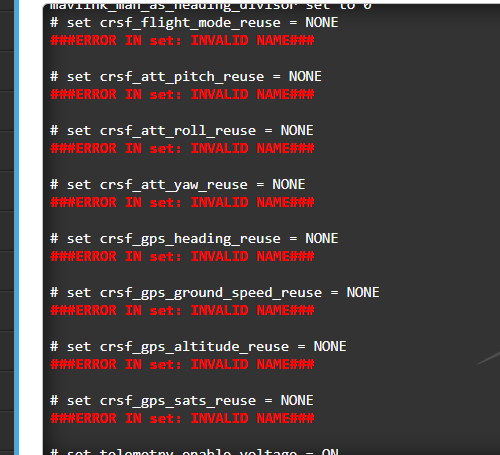 mavlink_mah_as_heading_divisor set to 0
# set crsf_flight_mode_reuse = NONE
###ERROR IN set: INVALID NAME###
# set crsf_att_pitch_reuse = NONE
###ERROR IN set: INVALID NAME###
# set crsf_att_roll_reuse = NONE
###ERROR IN set: INVALID NAME###
# set crsf_att_yaw_reuse = NONE
###ERROR IN set: INVALID NAME###
# set crsf_gps_heading_reuse = NONE
###ERROR IN set: INVALID NAME###
# set crsf_gps_ground_speed_reuse = NONE
###ERROR IN set: INVALID NAME###
# set crsf_gps_altitude_reuse = NONE
###ERROR IN set: INVALID NAME###
# set crsf_gps_sats_reuse = NONE
###ERROR IN set: INVALID NAME###
# set telemetry_enable_voltage = ON